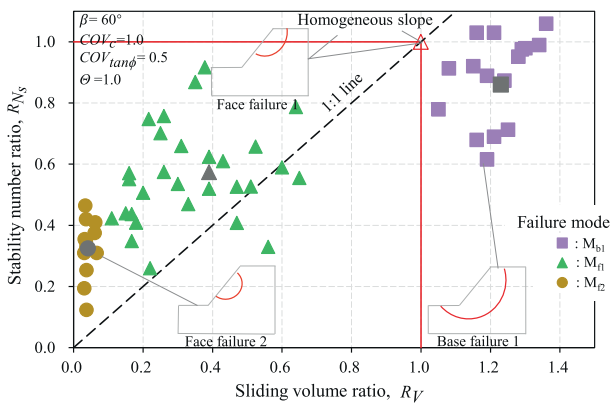 β = 60°
COV_c=1.0
COV_tanϕ= 0.5
Θ =1.0
Homogeneous slope
Face failure 1
1:1 line
Failure mode
: M_b1
: M_f1
: M_f2
Face failure 2
Base failure 1
1.0
0.8
0.6
0.4
0.2
0.0
0.0
0.2
0.4
0.6
0.8
1.0
1.2
1.4
Stability number ratio, R_Ns
Sliding volume ratio, R_V